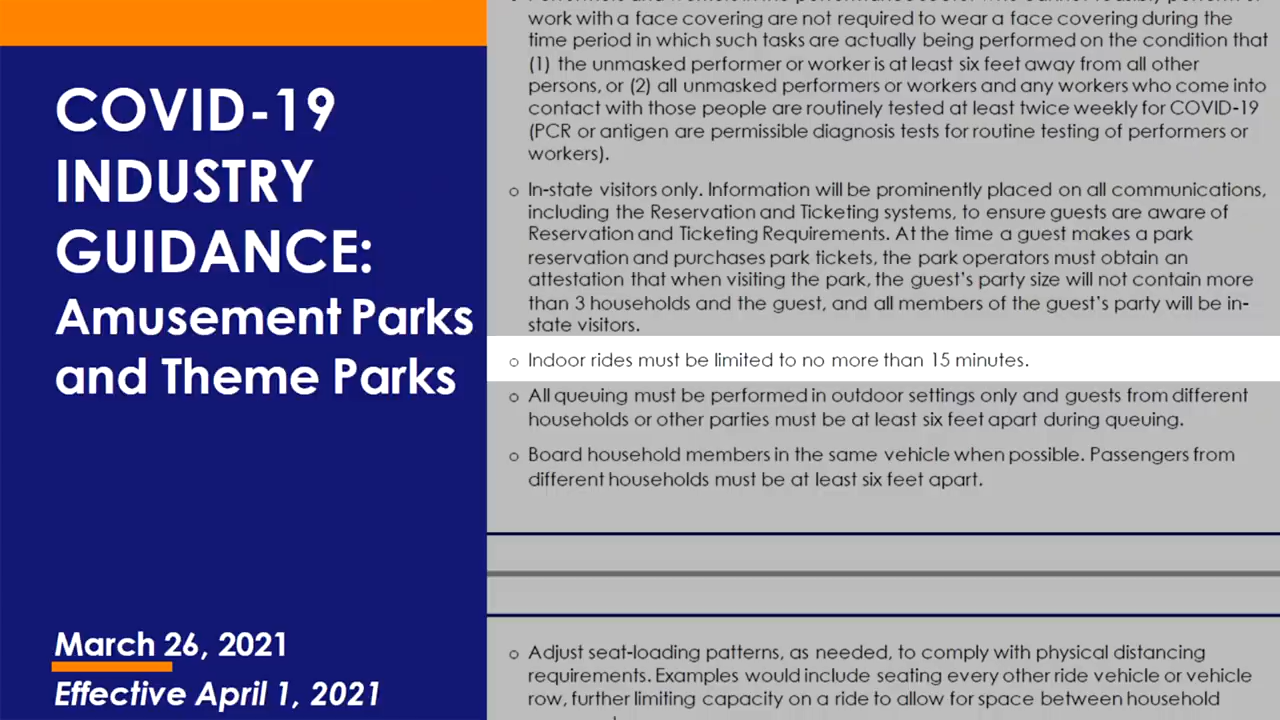 COVID-19
INDUSTRY
GUIDANCE:
Amusement Parks
and Theme Parks
March 26, 2021
Effective April 1, 2021
work with a face covering are not required to wear a face covering during the
time period in which such tasks are actually being performed on the condition that
(1) the unmasked performer or worker is at least six feet away from all other
persons, or (2) all unmasked performers or workers and any workers who come into
contact with those people are routinely tested at least twice weekly for COVID-19
(PCR or antigen are permissible diagnosis tests for routine testing of performers or
workers).
o In-state visitors only. Information will be prominently placed on all communications,
including the Reservation and Ticketing systems, to ensure guests are aware of
Reservation and Ticketing Requirements. At the time a guest makes a park
reservation and purchases park tickets, the park operators must obtain an
attestation that when visiting the park, the guest's party size will not contain more
than 3 households and the guest, and all members of the guest's party will be in-
state visitors.
o Indoor rides must be limited to no more than 15 minutes.
o All queuing must be performed in outdoor settings only and guests from different
households or other parties must be at least six feet apart during queuing.
o Board household members in the same vehicle when possible. Passengers from
different households must be at least six feet apart.
o Adjust seat-loading patterns, as needed, to comply with physical distancing
requirements. Examples would include seating every other ride vehicle or vehicle
row, further limiting capacity on a ride to allow for space between household